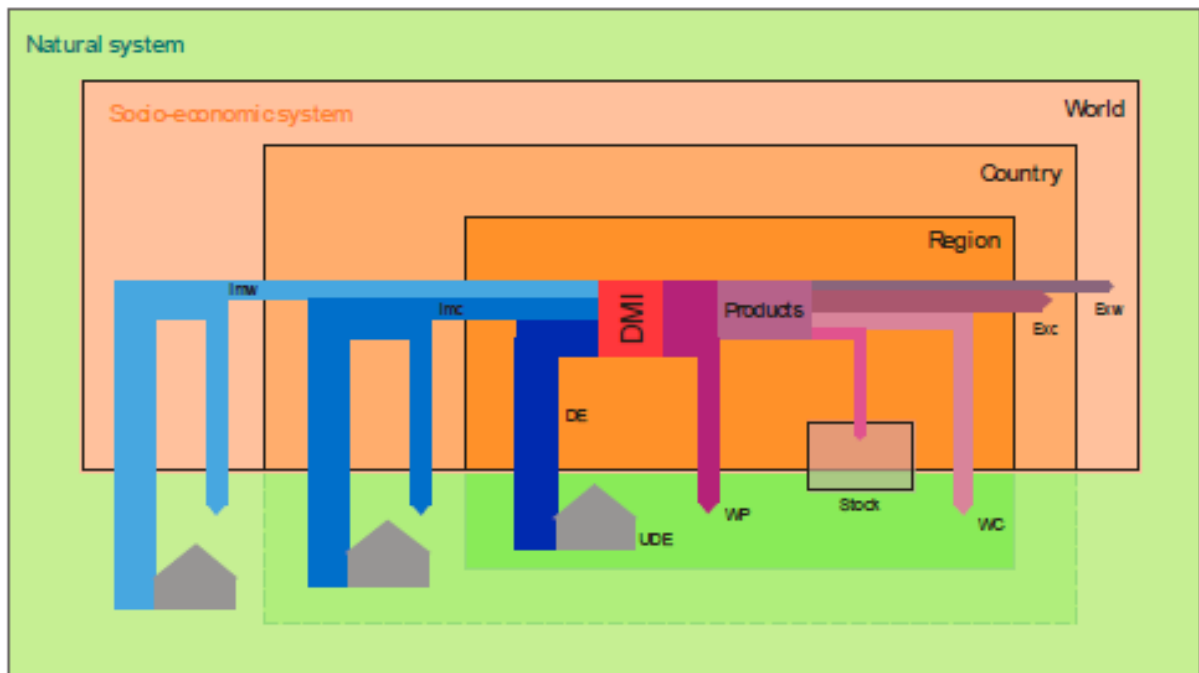 Natural system
Socio-economic system
World
Country
Region
Imw
Imc
DMI
Products
Exw
Exc
DE
Stock
WP
WC
UDE